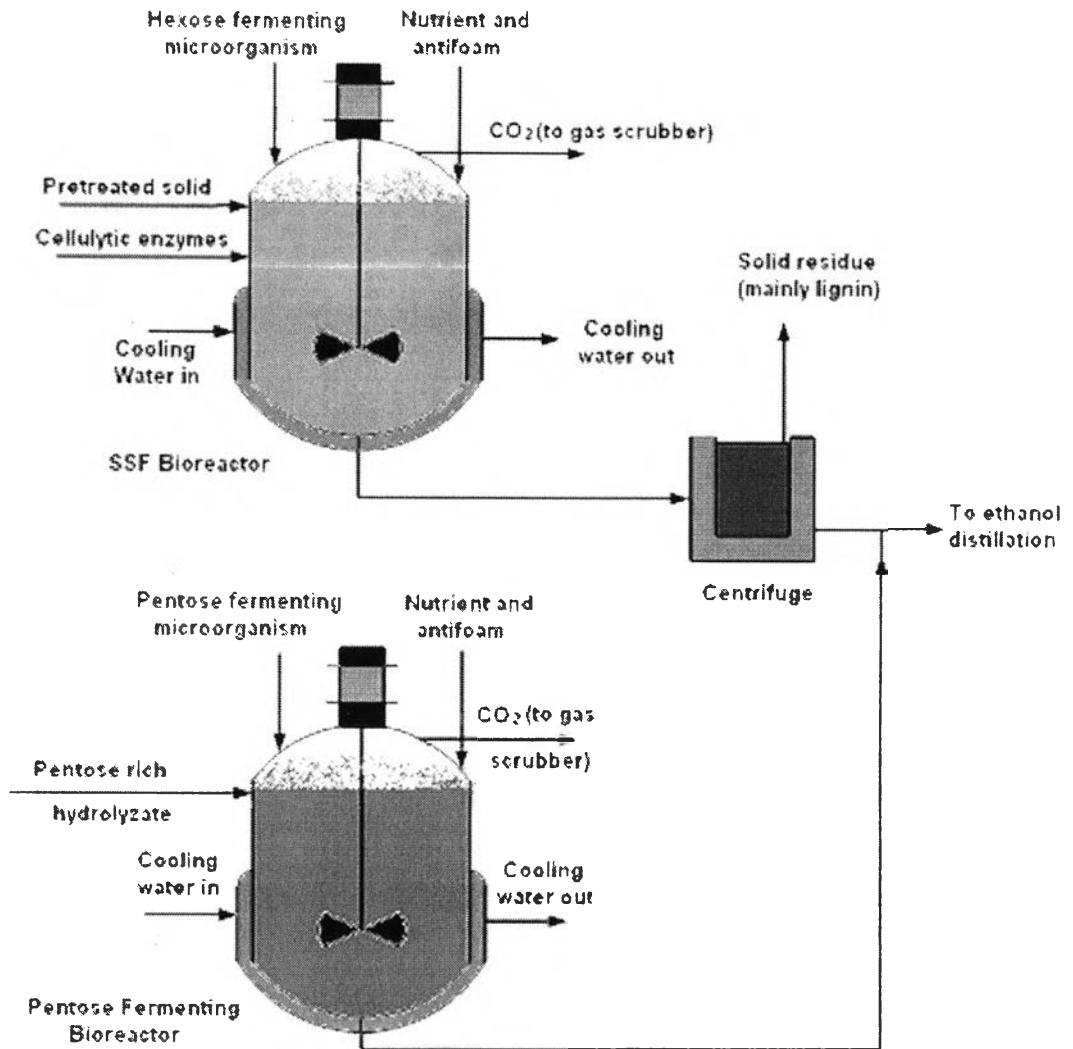 Hexose fermenting
microorganism
Nutrient and
antifoam
CO₂(to gas scrubber)
Pretreated solid
Cellulytic enzymes
Solid residue
(mainly lignin)
Cooling
Water in
Cooling
water out
SSF Bioreactor
To ethanol
distillation
Centrifuge
Pentose fermenting
microorganism
Nutrient and
antifoam
CO₂(to gas
scrubber)
Pentose rich
hydrolyzate
Cooling
water in
Cooling
water out
Pentose Fermenting
Bioreactor